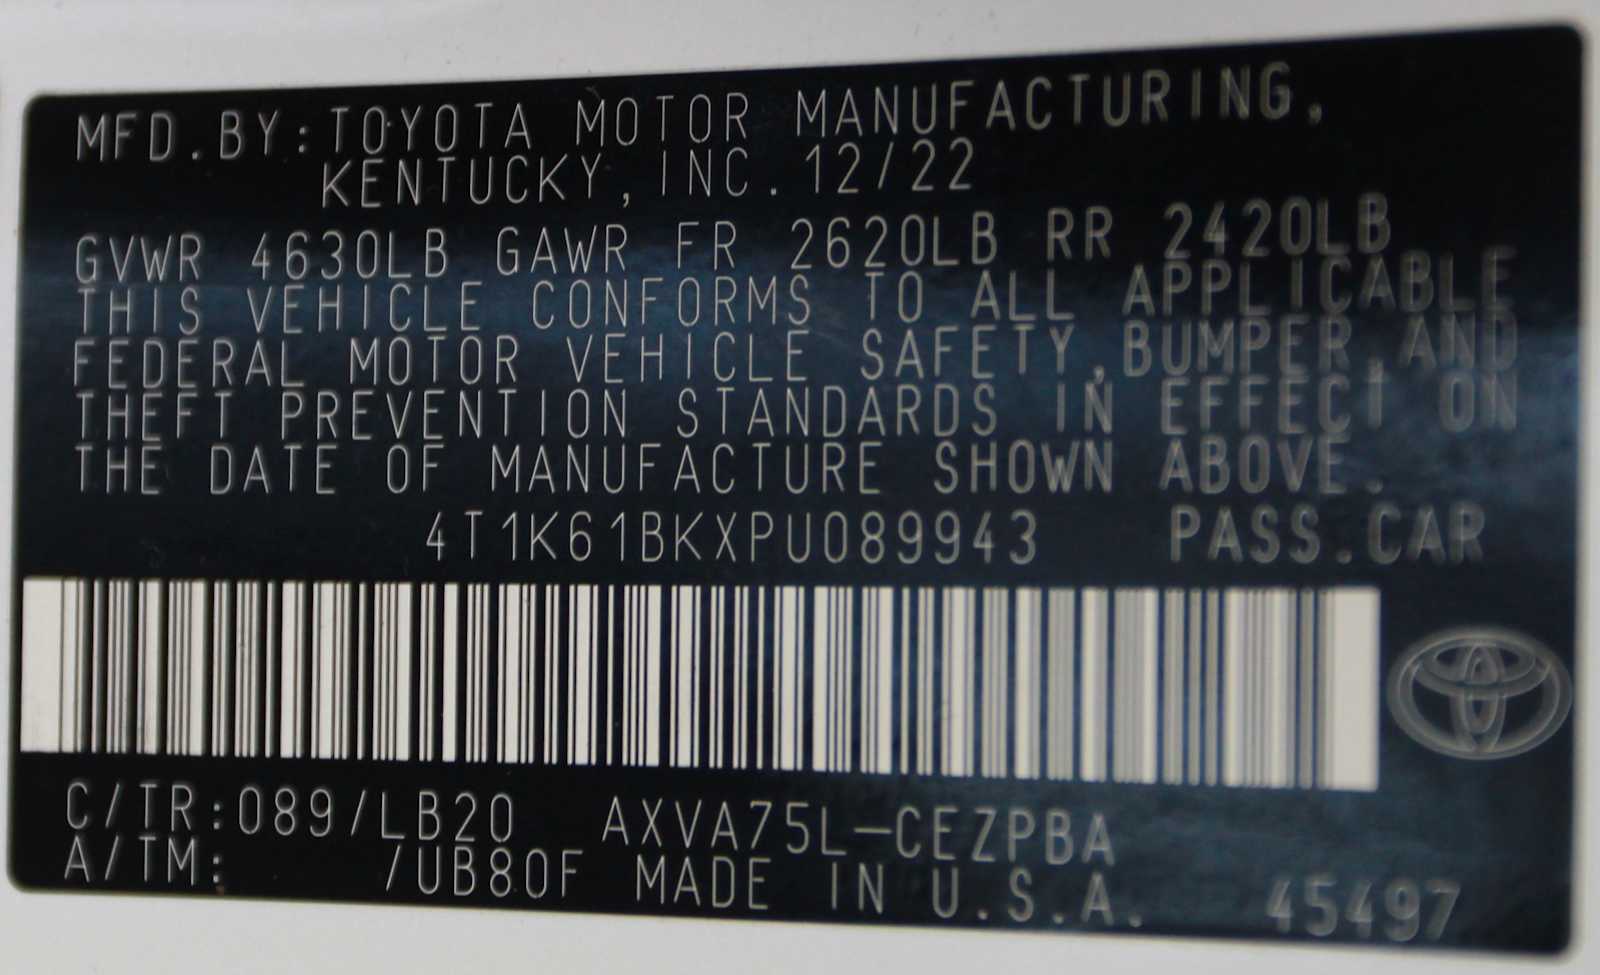 MFD.BY:TOYOTA MOTOR MANUFACTURING,
KENTUCKY, INC. 12/22
GVWR 4630LB GAWR FR 2620LB RR 2420LB
THIS VEHICLE CONFORMS TO ALL APPLICABLE
FEDERAL MOTOR VEHICLE SAFETY,BUMPER,AND
THEFT PREVENTION STANDARDS IN EFFECT ON
THE DATE OF MANUFACTURE SHOWN ABOVE.
4T1K61BKXPU089943 PASS.CAR
C/TR:089/LB20 AXVA75L-CEZPBA
A/TM: /UB80F MADE IN U.S.A. 45497